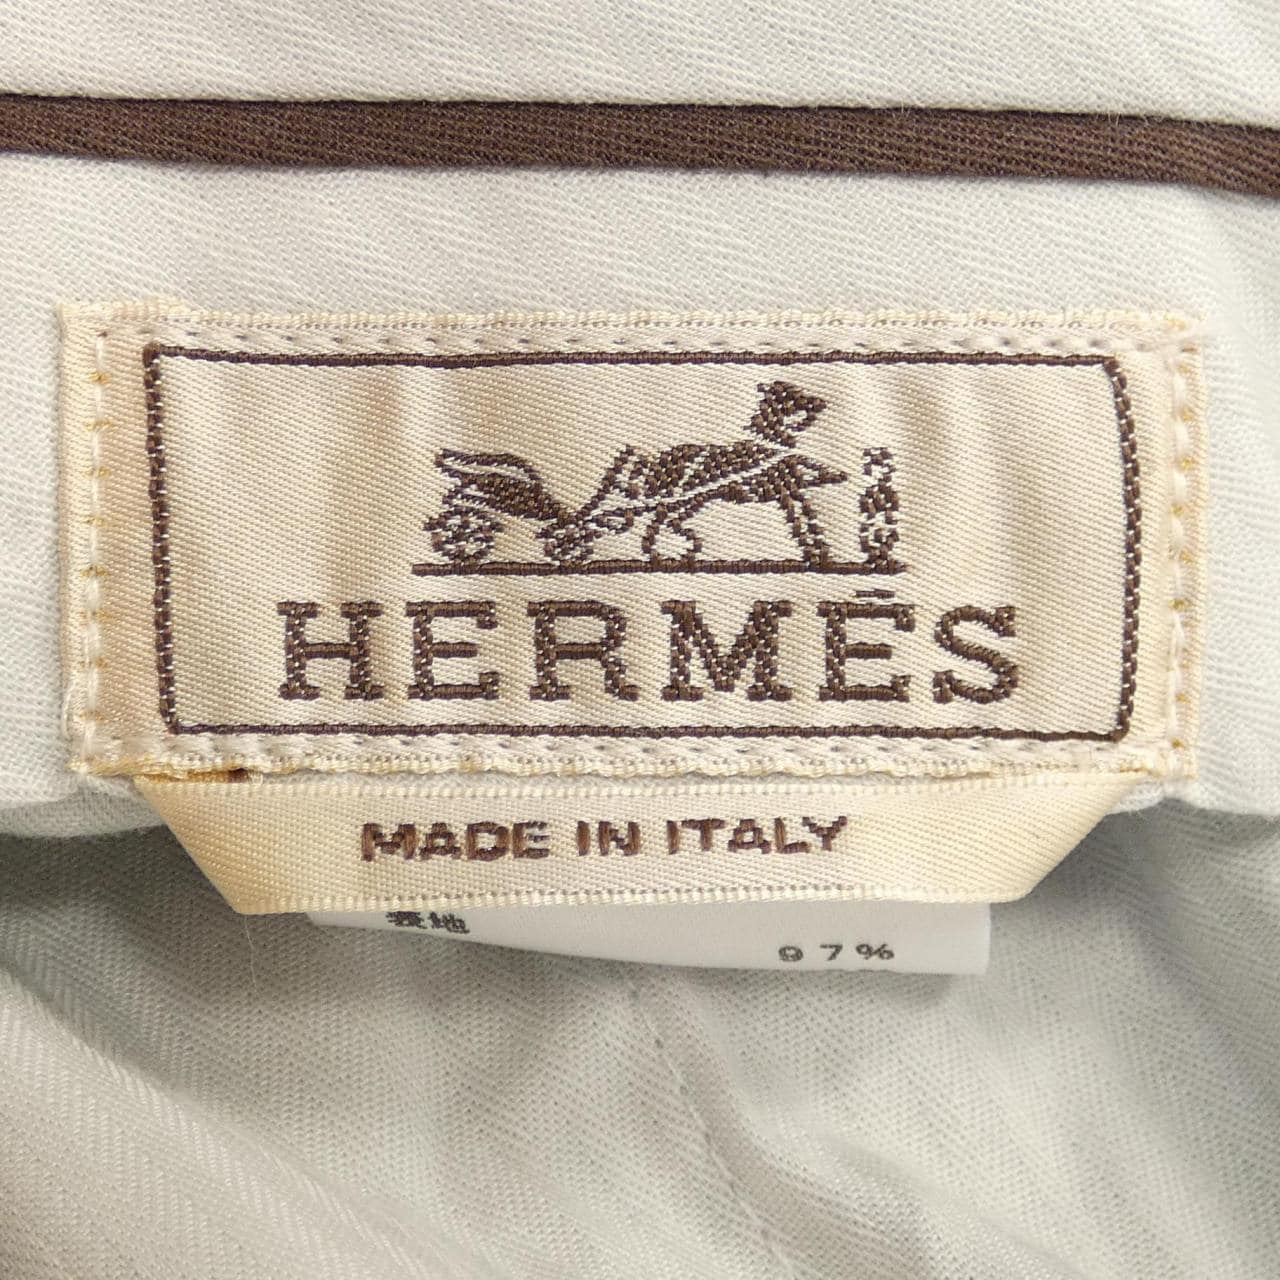 HERMÈS
MADE IN ITALY
表地
97%